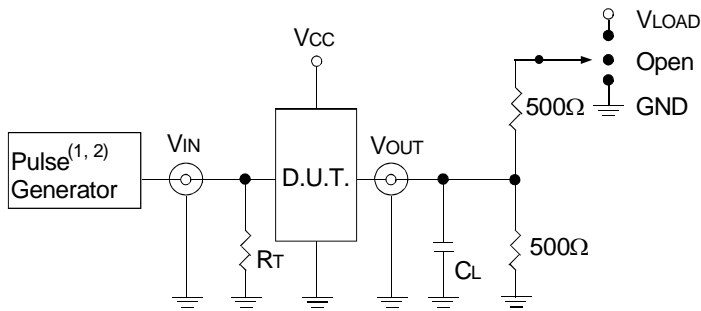 VLOAD
VCC
Open
500Ω
GND
VIN
VOUT
Pulse(1, 2)
Generator
D.U.T.
RT
CL
500Ω